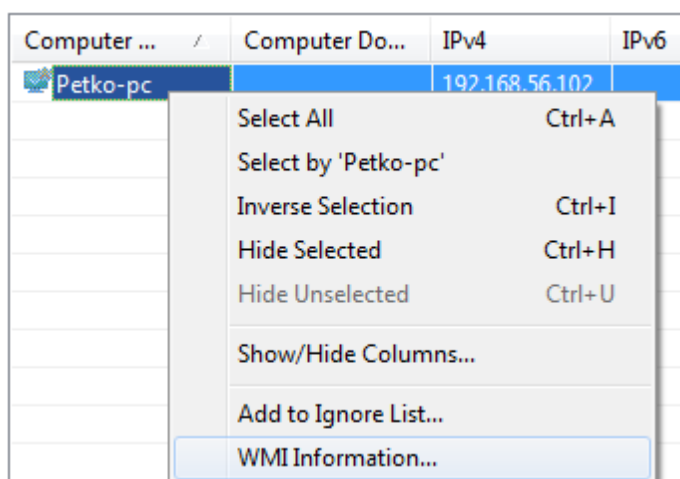 Computer ... Computer Do... IPv4 IPv6
Petko-pc 192.168.56.102
Select All Ctrl+A
Select by 'Petko-pc'
Inverse Selection Ctrl+I
Hide Selected Ctrl+H
Hide Unselected Ctrl+U
Show/Hide Columns...
Add to Ignore List...
WMI Information...